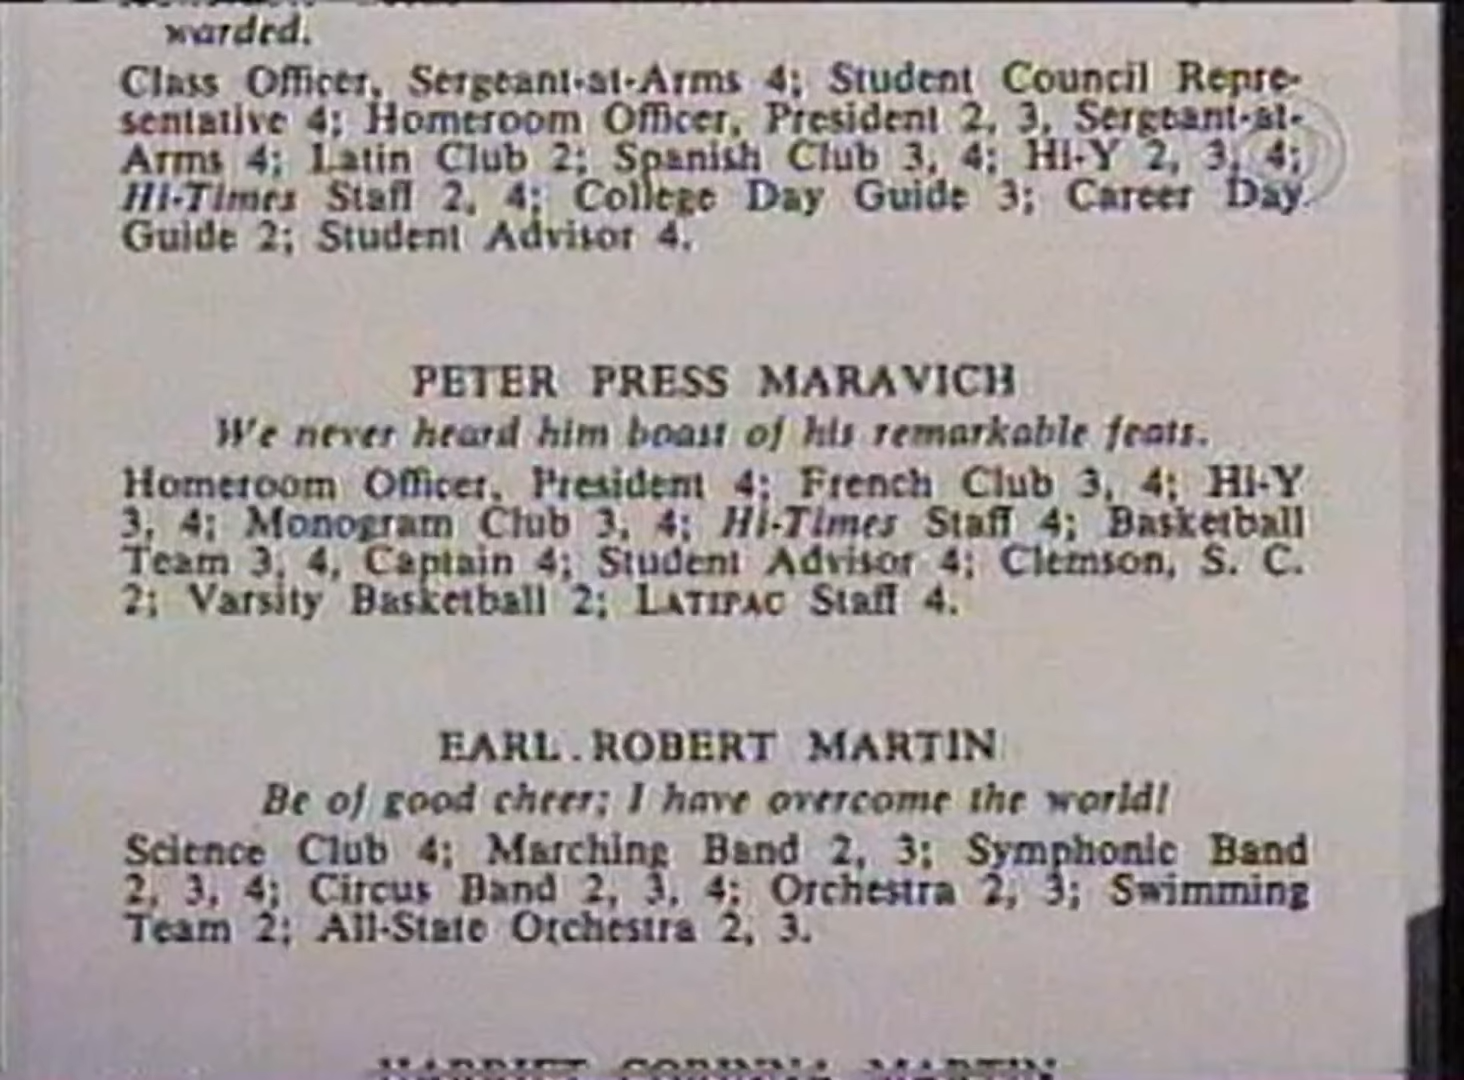 warded.
Class Officer, Sergeant-at-Arms 4; Student Council Repre-
sentative 4; Homeroom Officer, President 2, 3, Sergeant-at-
Arms 4; Latin Club 2; Spanish Club 3, 4; Hi-Y 2, 3, 4;
Hi-Times Staff 2, 4; College Day Guide 3; Career Day
Guide 2; Student Advisor 4.
PETER PRESS MARAVICH
We never heard him boast of his remarkable feats.
Homeroom Officer, President 4; French Club 3, 4; Hi-Y
3, 4; Monogram Club 3, 4; Hi-Times Staff 4; Basketball
Team 3, 4, Captain 4; Student Advisor 4; Clemson, S. C.
2; Varsity Basketball 2; LATIPAC Staff 4.
EARL ROBERT MARTIN
Be of good cheer; I have overcome the world!
Science Club 4; Marching Band 2, 3; Symphonic Band
2, 3, 4; Circus Band 2, 3, 4; Orchestra 2, 3; Swimming
Team 2; All-State Orchestra 2, 3.
HARRIET CORINNA MARTIN